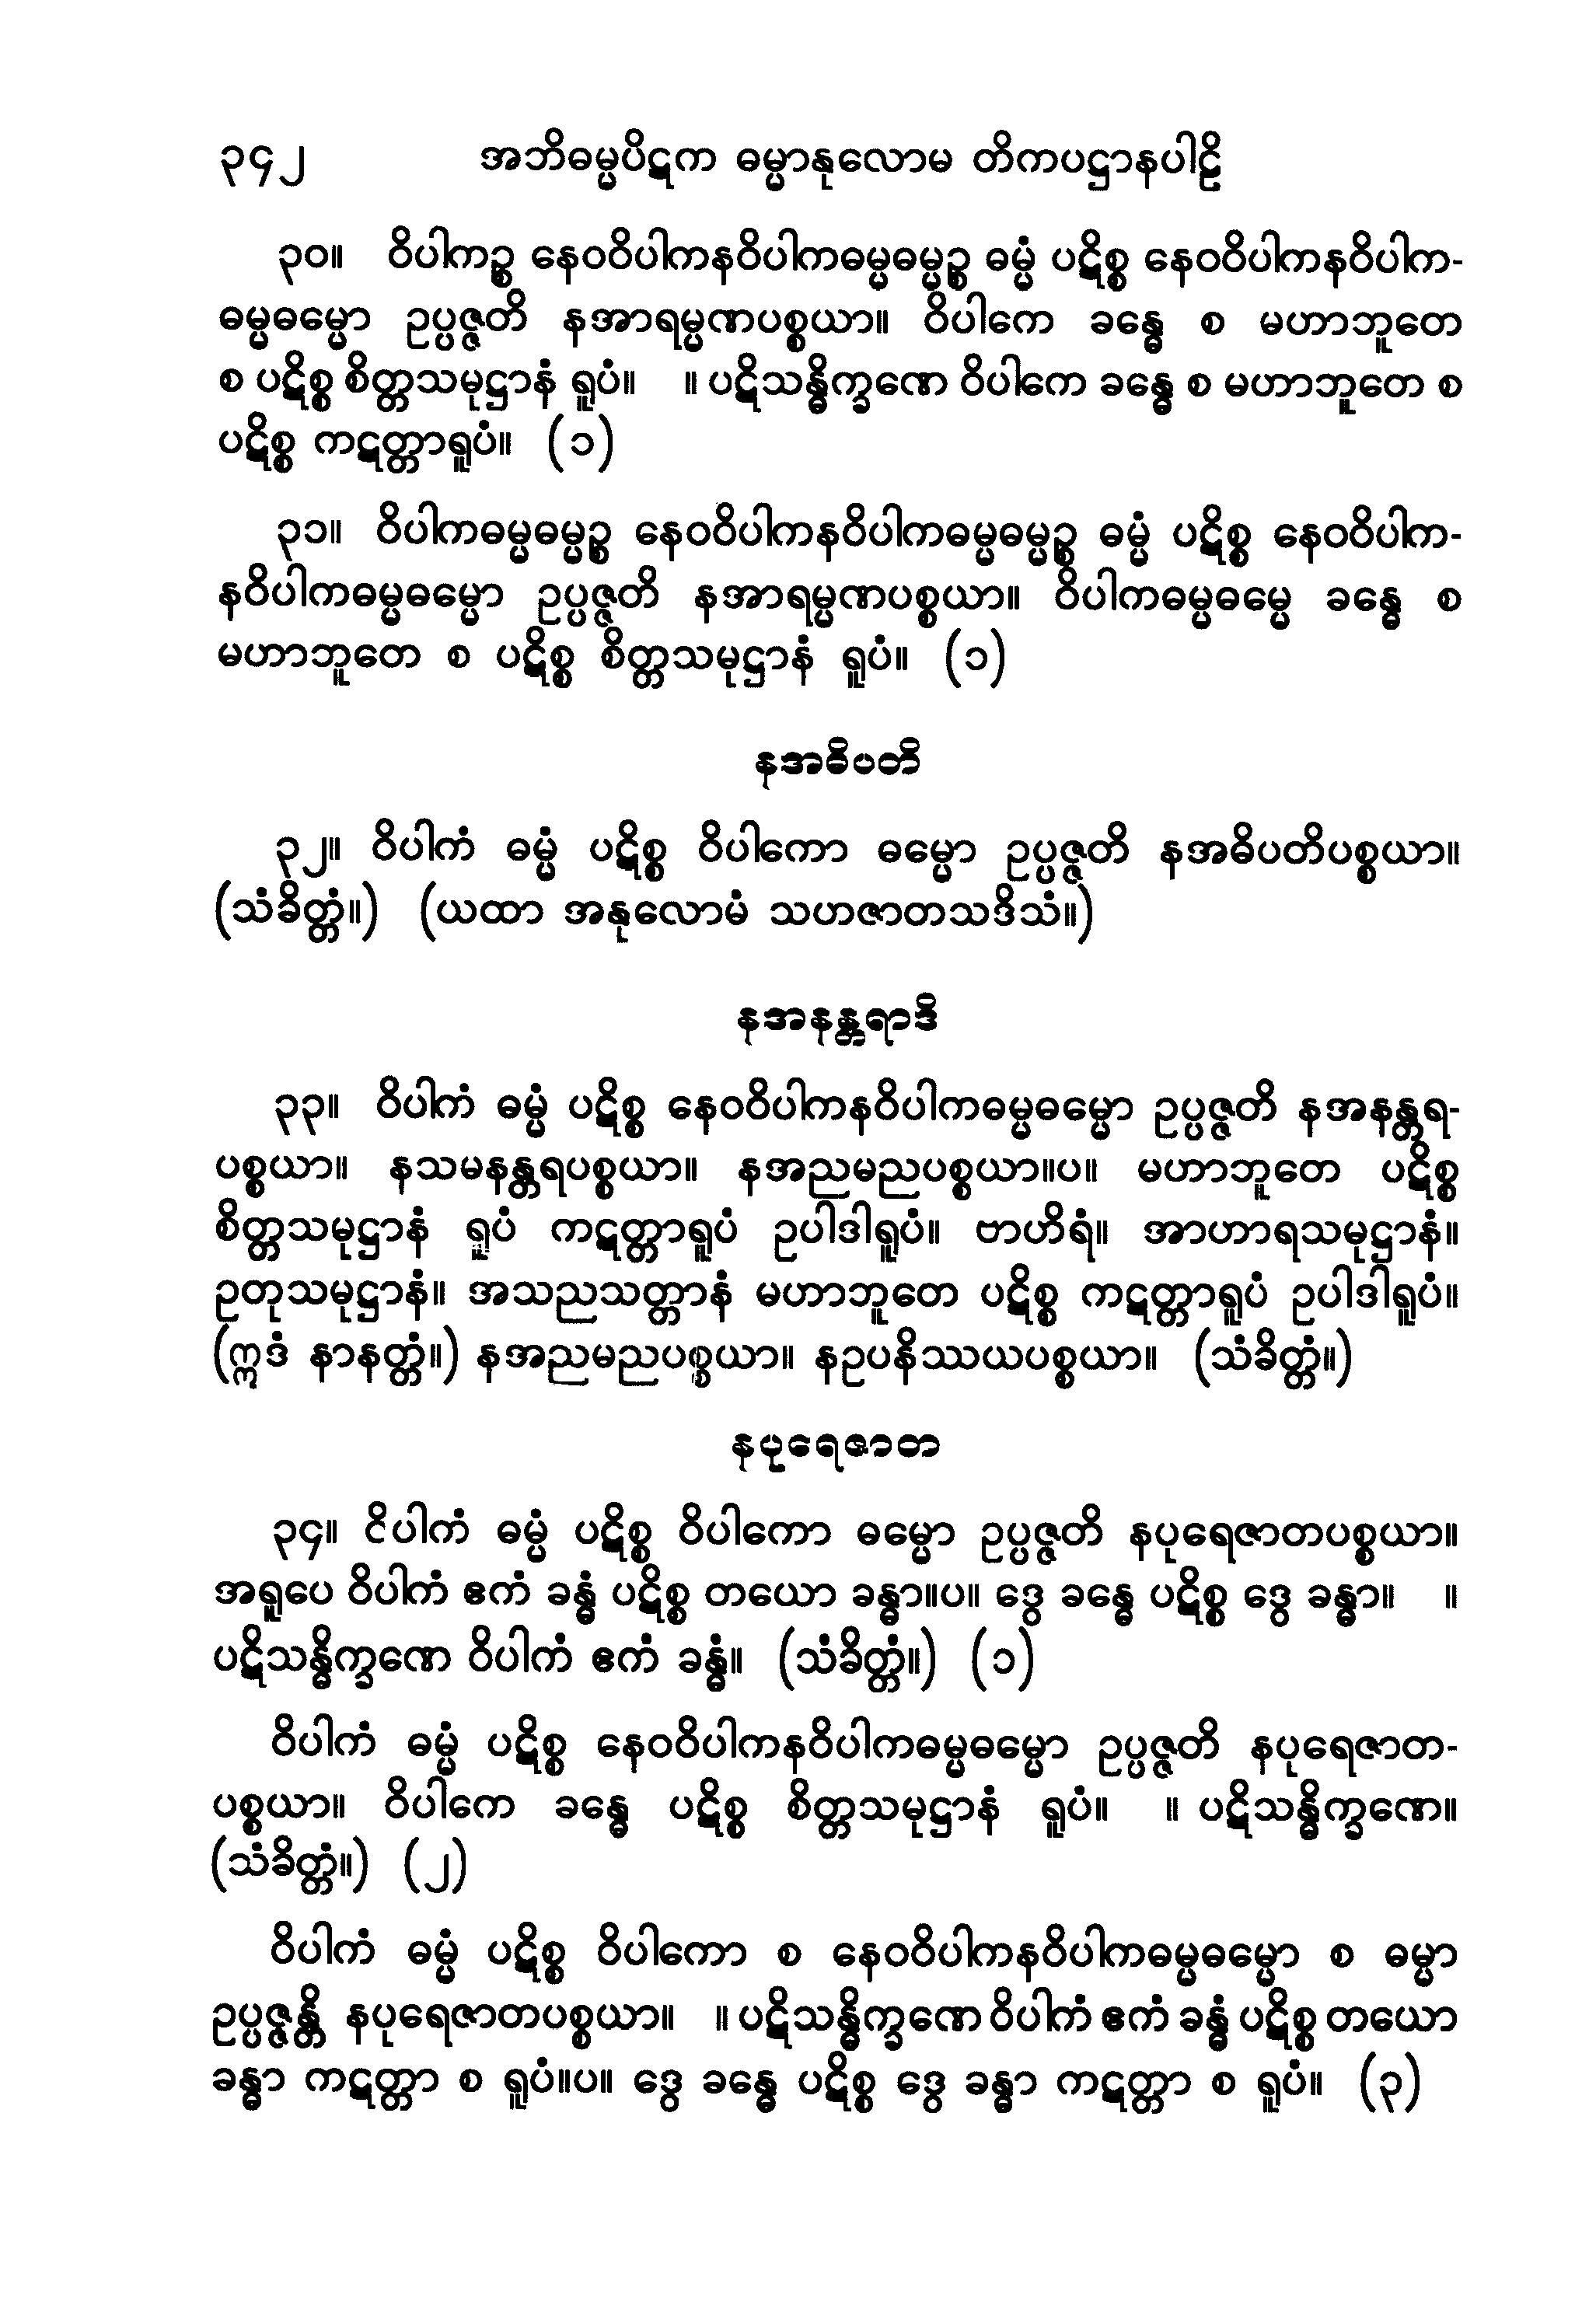 ၃၄၂ အဘိဓမ္မပိဋက ဓမ္မာနုလောမ တိကပဋ္ဌာနပါဠိ
၃၀။ ဝိပါကဉ္စ နေဝဝိပါကနဝိပါကဓမ္မဓမ္မဉ္စ ဓမ္မံ ပဋိစ္စ နေဝဝိပါကနဝိပါက-
ဓမ္မဓမ္မော ဥပ္ပဇ္ဇတိ နအာရမ္မဏပစ္စယာ။ ဝိပါကေ ခန္ဓေ စ မဟာဘူတေ
စ ပဋိစ္စ စိတ္တသမုဋ္ဌာနံ ရူပံ။ ။ ပဋိသန္ဓိက္ခဏေ ဝိပါကေ ခန္ဓေ စ မဟာဘူတေ စ
ပဋိစ္စ ကဋတ္တာရူပံ။ (၁)
၃၁။ ဝိပါကဓမ္မဓမ္မဉ္စ နေဝဝိပါကနဝိပါကဓမ္မဓမ္မဉ္စ ဓမ္မံ ပဋိစ္စ နေဝဝိပါက-
နဝိပါကဓမ္မဓမ္မော ဥပ္ပဇ္ဇတိ နအာရမ္မဏပစ္စယာ။ ဝိပါကဓမ္မဓမ္မေ ခန္ဓေ စ
မဟာဘူတေ စ ပဋိစ္စ စိတ္တသမုဋ္ဌာနံ ရူပံ။ (၁)
နအဓိပတိ
၃၂။ ဝိပါကံ ဓမ္မံ ပဋိစ္စ ဝိပါကော ဓမ္မော ဥပ္ပဇ္ဇတိ နအဓိပတိပစ္စယာ။
(သံခိတ္တံ။) (ယထာ အနုလောမံ သဟဇာတသဒိသံ။)
နအနန္တရာဒိ
၃၃။ ဝိပါကံ ဓမ္မံ ပဋိစ္စ နေဝဝိပါကနဝိပါကဓမ္မဓမ္မော ဥပ္ပဇ္ဇတိ နအနန္တရ-
ပစ္စယာ။ နသမနန္တရပစ္စယာ။ နအညမညပစ္စယာ။ပ။ မဟာဘူတေ ပဋိစ္စ
စိတ္တသမုဋ္ဌာနံ ရူပံ ကဋတ္တာရူပံ ဥပါဒါရူပံ။ ဗာဟိရံ။ အာဟာရသမုဋ္ဌာနံ။
ဥတုသမုဋ္ဌာနံ။ အသညသတ္တာနံ မဟာဘူတေ ပဋိစ္စ ကဋတ္တာရူပံ ဥပါဒါရူပံ။
(ဣဒံ နာနတ္တံ။) နအညမညပစ္စယာ။ နဥပနိဿယပစ္စယာ။ (သံခိတ္တံ။)
နပုရေဇာတ
၃၄။ ငိပါကံ ဓမ္မံ ပဋိစ္စ ဝိပါကော ဓမ္မော ဥပ္ပဇ္ဇတိ နပုရေဇာတပစ္စယာ။
အရူပေ ဝိပါကံ ဧကံ ခန္ဓံ ပဋိစ္စ တယော ခန္ဓာ။ပ။ ဒွေ ခန္ဓေ ပဋိစ္စ ဒွေ ခန္ဓာ။ ။
ပဋိသန္ဓိက္ခဏေ ဝိပါကံ ဧကံ ခန္ဓံ။ (သံခိတ္တံ။) (၁)
ဝိပါကံ ဓမ္မံ ပဋိစ္စ နေဝဝိပါကနဝိပါကဓမ္မဓမ္မော ဥပ္ပဇ္ဇတိ နပုရေဇာတ-
ပစ္စယာ။ ဝိပါကေ ခန္ဓေ ပဋိစ္စ စိတ္တသမုဋ္ဌာနံ ရူပံ။ ။ ပဋိသန္ဓိက္ခဏေ။
(သံခိတ္တံ။) (၂)
ဝိပါကံ ဓမ္မံ ပဋိစ္စ ဝိပါကော စ နေဝဝိပါကနဝိပါကဓမ္မဓမ္မော စ ဓမ္မာ
ဥပ္ပဇ္ဇန္တိ နပုရေဇာတပစ္စယာ။ ။ ပဋိသန္ဓိက္ခဏေ ဝိပါကံ ဧကံ ခန္ဓံ ပဋိစ္စ တယော
ခန္ဓာ ကဋတ္တာ စ ရူပံ။ပ။ ဒွေ ခန္ဓေ ပဋိစ္စ ဒွေ ခန္ဓာ ကဋတ္တာ စ ရူပံ။ (၃)